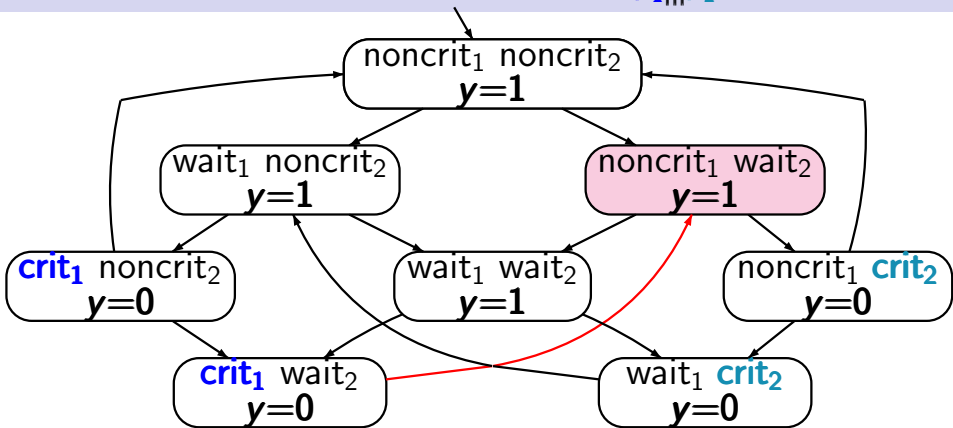 noncrit₁ noncrit₂
y=1
wait₁ noncrit₂
y=1
noncrit₁ wait₂
y=1
crit₁ noncrit₂
y=0
wait₁ wait₂
y=1
noncrit₁ crit₂
y=0
crit₁ wait₂
y=0
wait₁ crit₂
y=0